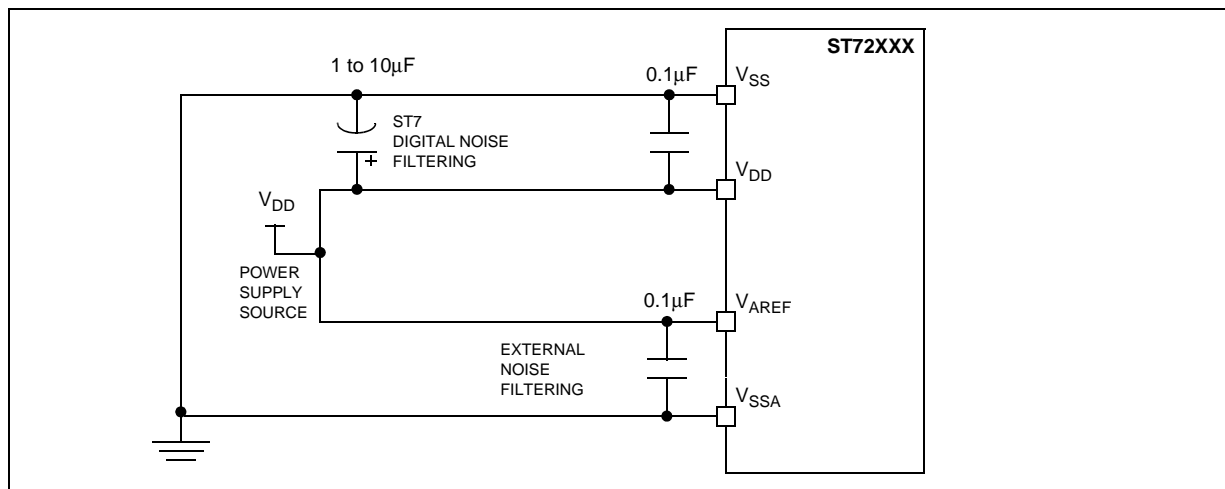 ST72XXX
1 to 10μF
0.1μF
VSS
ST7
DIGITAL NOISE
FILTERING
+
VDD
VDD
POWER
SUPPLY
SOURCE
0.1μF
VAREF
EXTERNAL
NOISE
FILTERING
VSSA